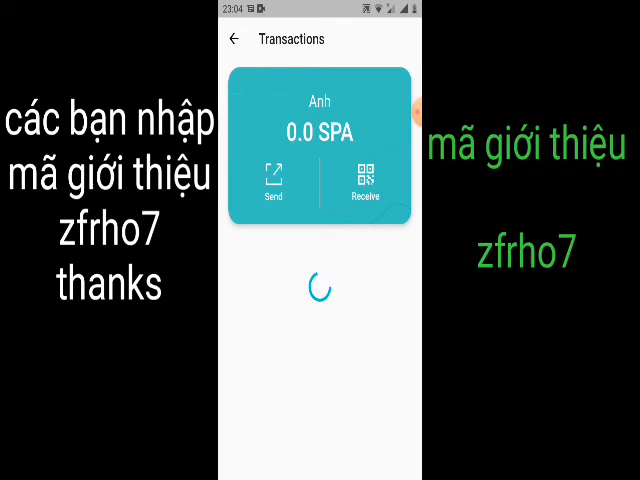 các bạn nhập
mã giới thiệu
zfrho7
thanks
23:04
Transactions
Anh
0.0 SPA
Send
Receive
mã giới thiệu
zfrho7